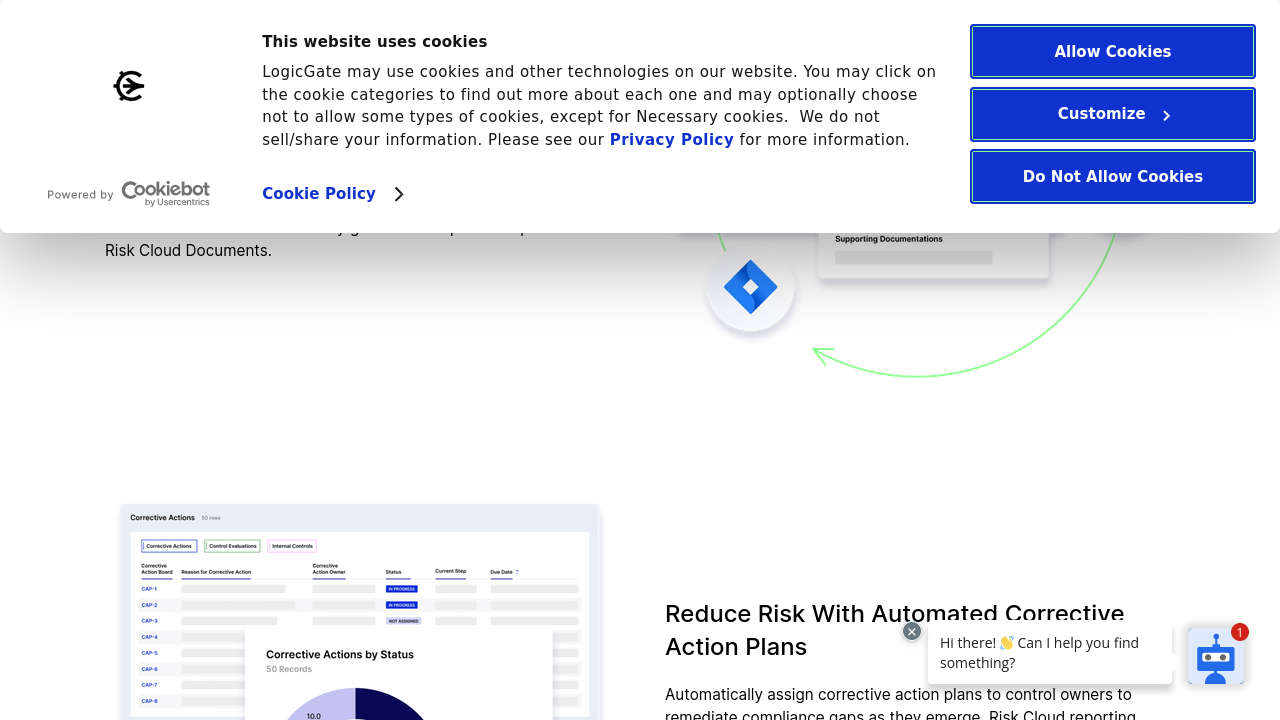 This website uses cookies
LogicGate may use cookies and other technologies on our website. You may click on
the cookie categories to find out more about each one and may optionally choose
not to allow some types of cookies, except for Necessary cookies.  We do not
sell/share your information. Please see our Privacy Policy for more information.
Cookie Policy
Powered by Cookiebot
by Usercentrics
Allow Cookies
Customize
Do Not Allow Cookies
Risk Cloud Documents.
Supporting Documentations
Corrective Actions 50 rows
Corrective Actions Control Evaluations Internal Controls
Corrective
Action Board Reason for Corrective Action Corrective
Action Owner Status Current Step Due Date
CAP-1 IN PROGRESS
CAP-2 IN PROGRESS
CAP-3 NOT ASSIGNED
CAP-4
CAP-5
CAP-6
CAP-7
CAP-8
Corrective Actions by Status
50 Records
10.0
Reduce Risk With Automated Corrective
Action Plans
Automatically assign corrective action plans to control owners to
remediate compliance gaps as they emerge. Risk Cloud reporting
Hi there! 👋 Can I help you find
something?
1